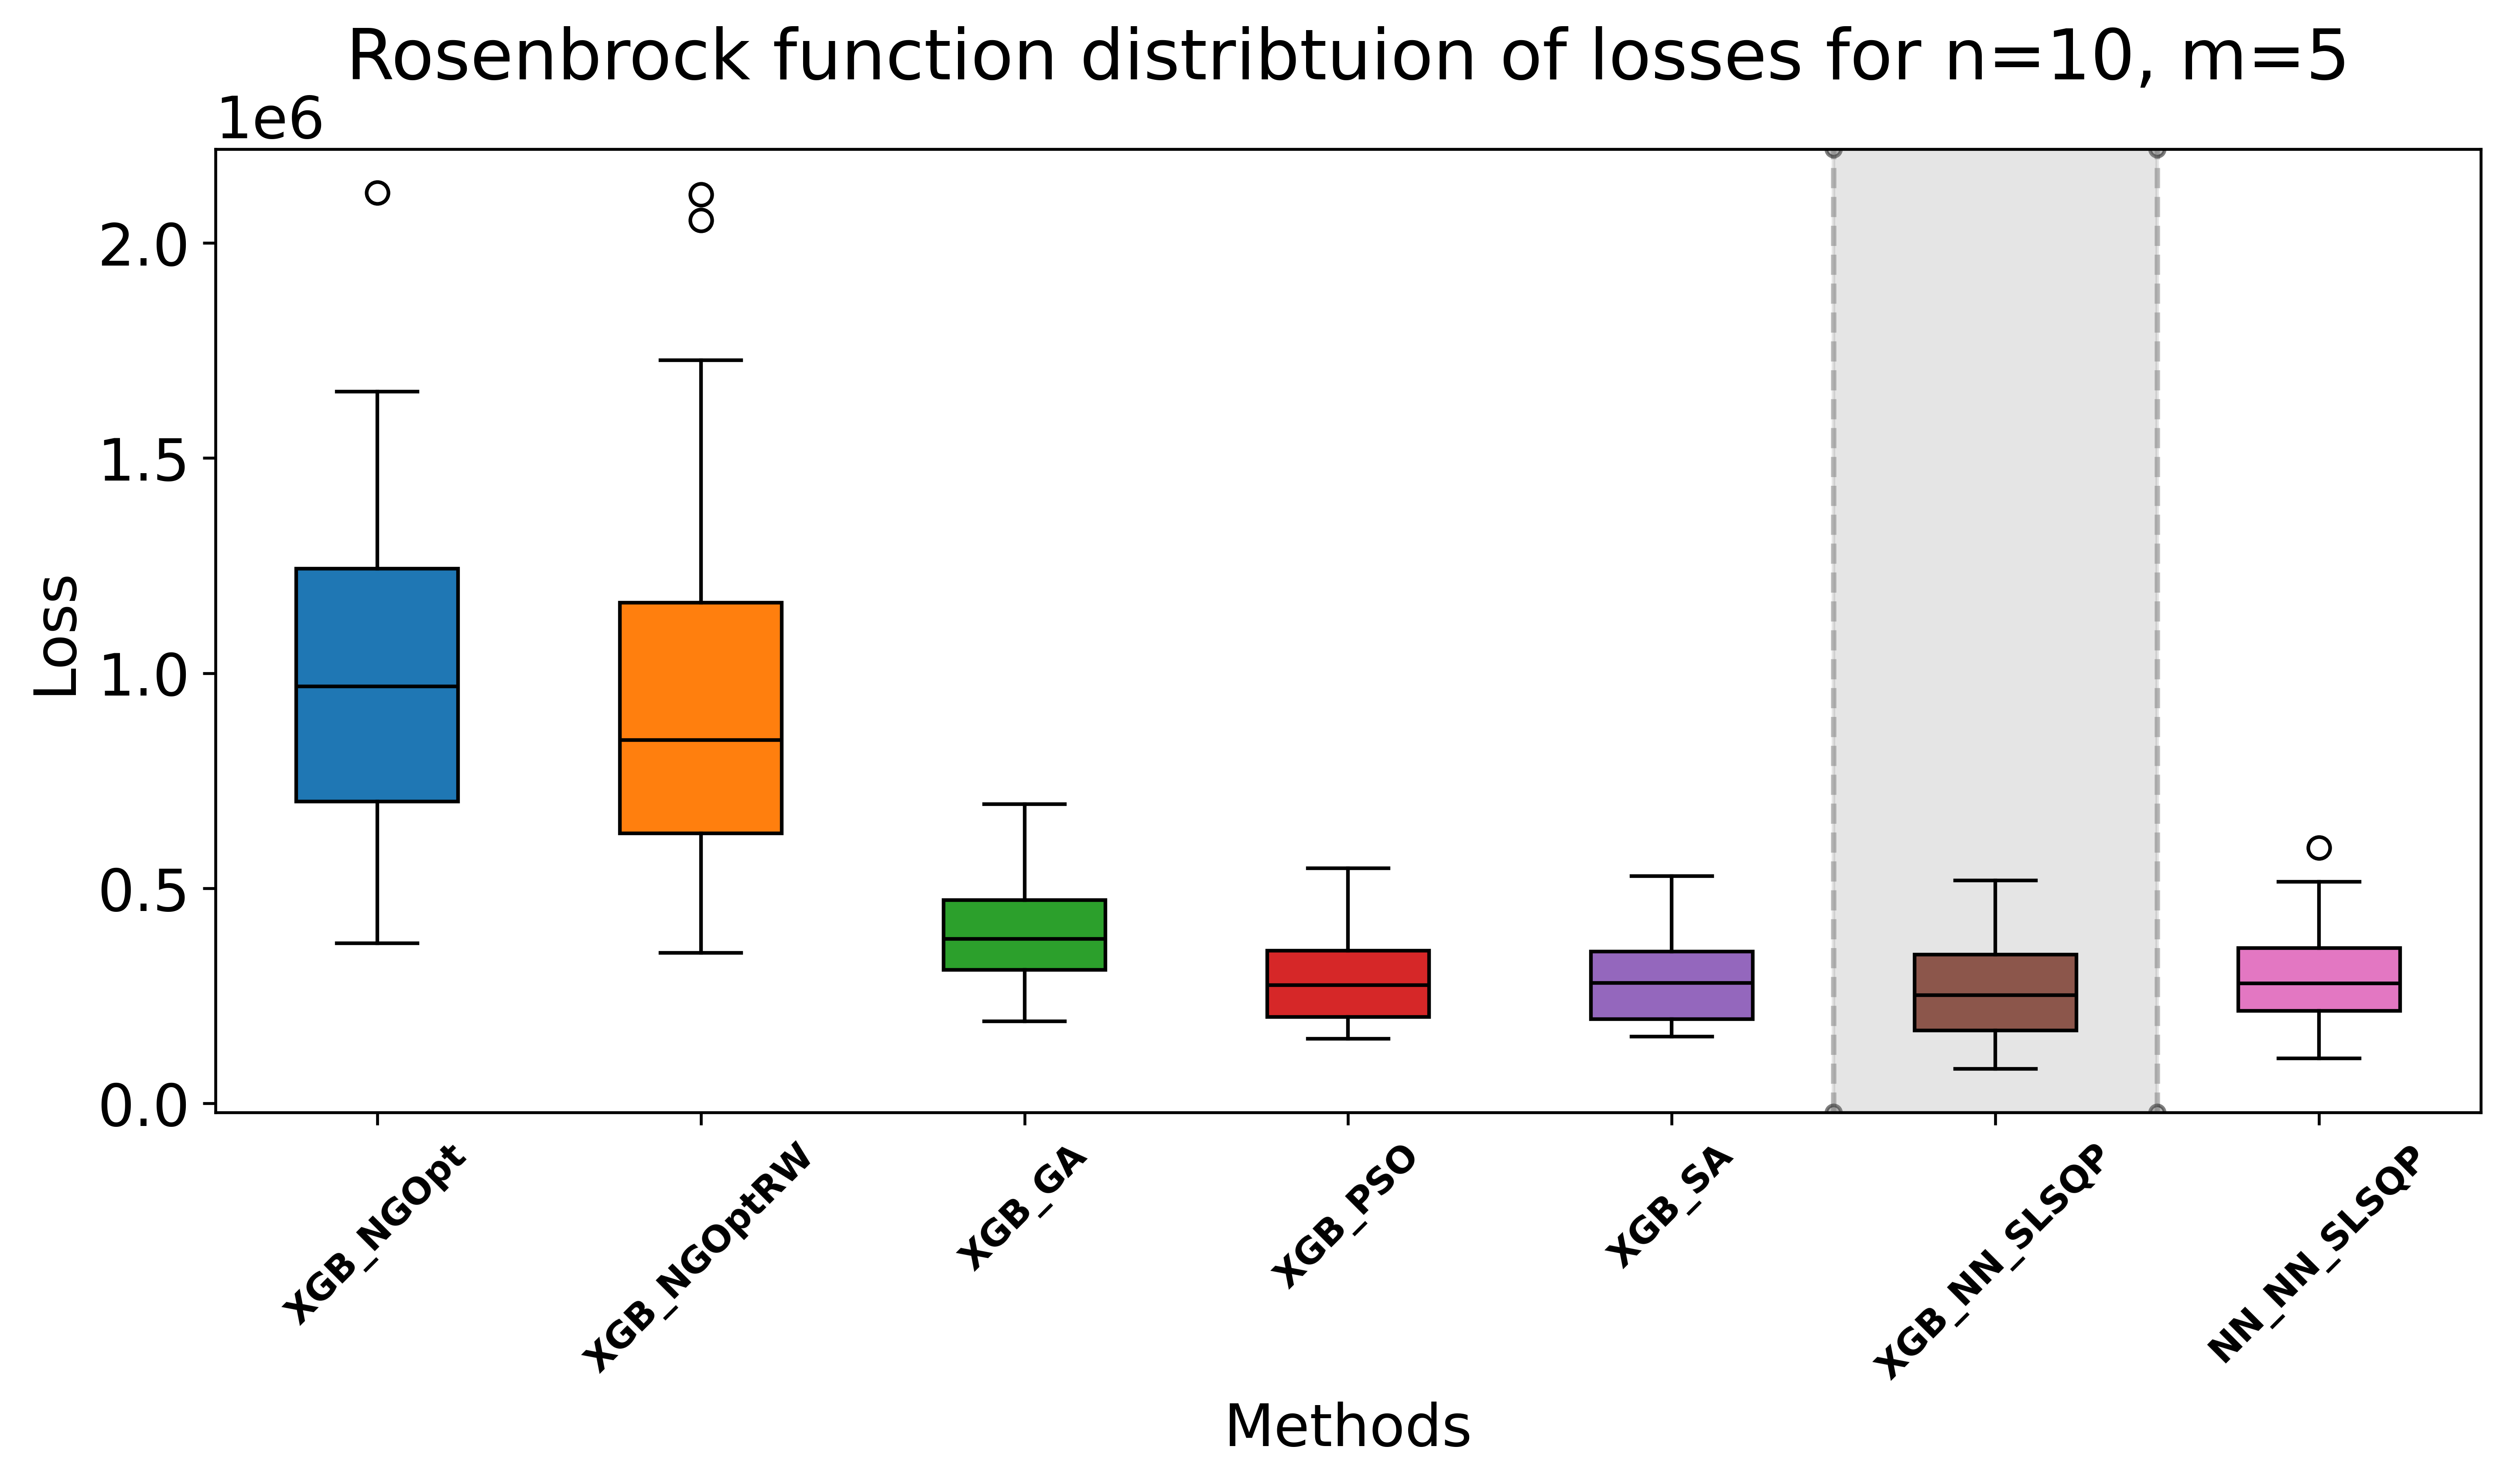 Rosenbrock function distribtuion of losses for n=10, m=5
1e6
2.0
1.5
1.0
0.5
0.0
Loss
XGB_NGOpt
XGB_NGOptRW
XGB_GA
XGB_PSO
XGB_SA
XGB_NN_SLSQP
NN_NN_SLSQP
Methods